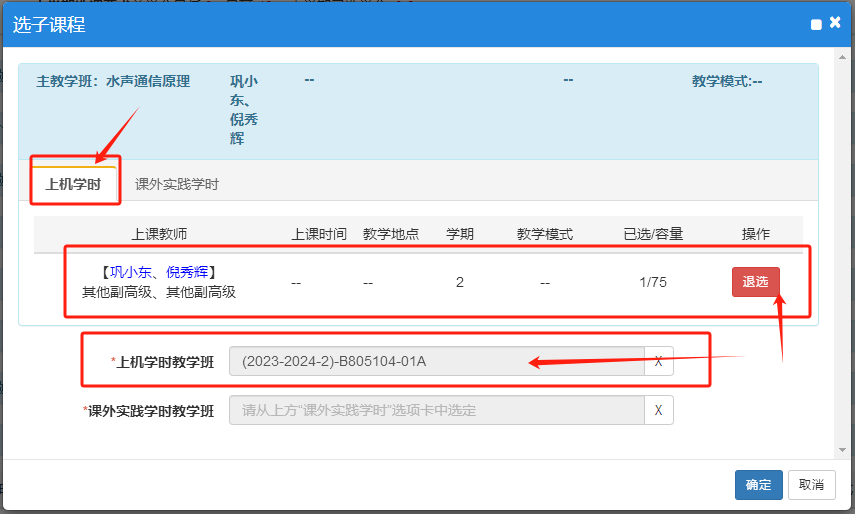 选子课程
主教学班：水声通信原理 巩小东、倪秀辉 -- -- 教学模式:--
上机学时 课外实践学时
上课教师 上课时间 教学地点 学期 教学模式 已选/容量 操作
【巩小东、倪秀辉】
其他副高级、其他副高级 -- -- 2 -- 1/75 退选
*上机学时教学班 (2023-2024-2)-B805104-01A X
*课外实践学时教学班 请从上方“课外实践学时”选项卡中选定 X
确定 取消